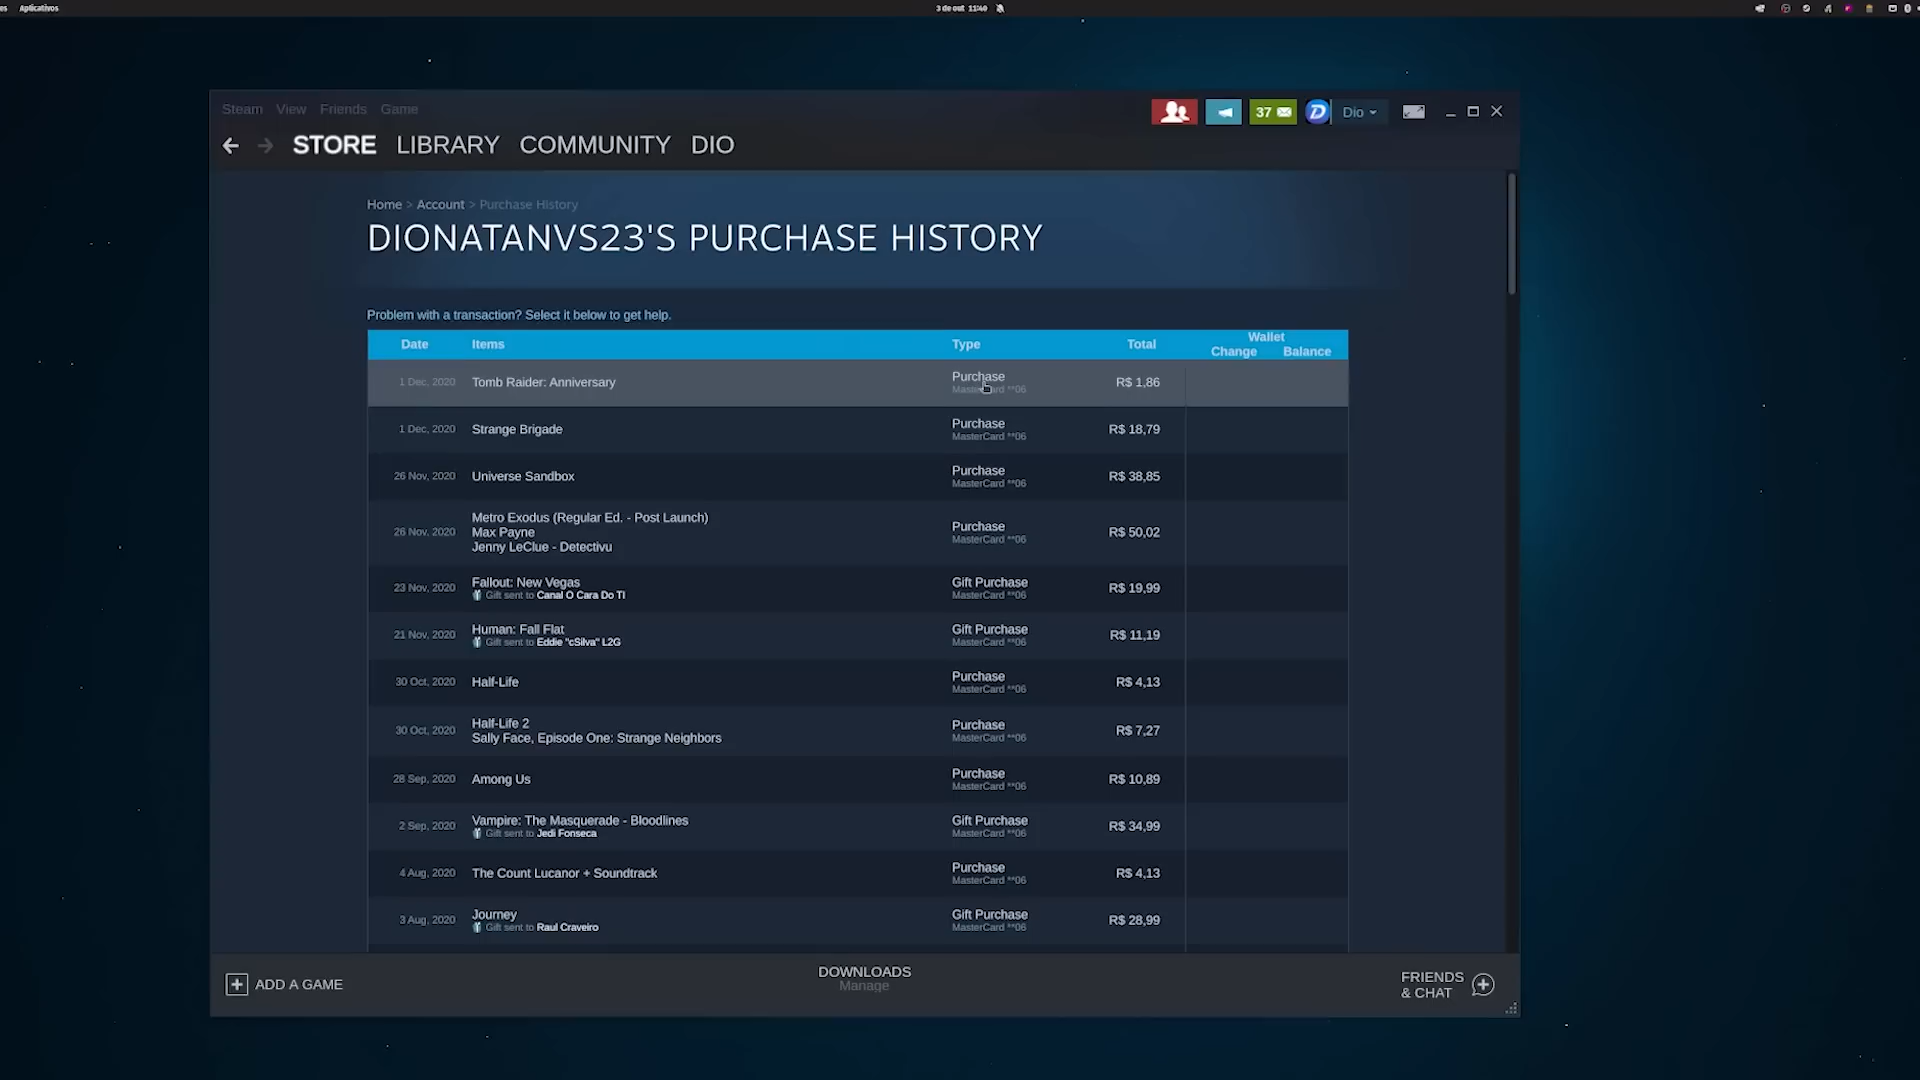 es Aplicativos
3 de out 11:40
Steam View Friends Game
37
Dio
STORE LIBRARY COMMUNITY DIO
Home > Account > Purchase History
DIONATANVS23'S PURCHASE HISTORY
Problem with a transaction? Select it below to get help.
Date Items Type Total Wallet
Change Balance
1 Dec, 2020 Tomb Raider: Anniversary Purchase R$ 1,86
MasterCard **06
1 Dec, 2020 Strange Brigade Purchase R$ 18,79
MasterCard **06
26 Nov, 2020 Universe Sandbox Purchase R$ 38,85
MasterCard **06
Metro Exodus (Regular Ed. - Post Launch)
26 Nov, 2020 Max Payne Purchase R$ 50,02
Jenny LeClue - Detectivu MasterCard **06
23 Nov, 2020 Fallout: New Vegas Gift Purchase R$ 19,99
Gift sent to Canal O Cara Do TI MasterCard **06
21 Nov, 2020 Human: Fall Flat Gift Purchase R$ 11,19
Gift sent to Eddie "cSilva" L2G MasterCard **06
30 Oct, 2020 Half-Life Purchase R$ 4,13
MasterCard **06
30 Oct, 2020 Half-Life 2 Purchase R$ 7,27
Sally Face, Episode One: Strange Neighbors MasterCard **06
28 Sep, 2020 Among Us Purchase R$ 10,89
MasterCard **06
2 Sep, 2020 Vampire: The Masquerade - Bloodlines Gift Purchase R$ 34,99
Gift sent to Jedi Fonseca MasterCard **06
4 Aug, 2020 The Count Lucanor + Soundtrack Purchase R$ 4,13
MasterCard **06
3 Aug, 2020 Journey Gift Purchase R$ 28,99
Gift sent to Raul Craveiro MasterCard **06
ADD A GAME
DOWNLOADS
Manage
FRIENDS
& CHAT